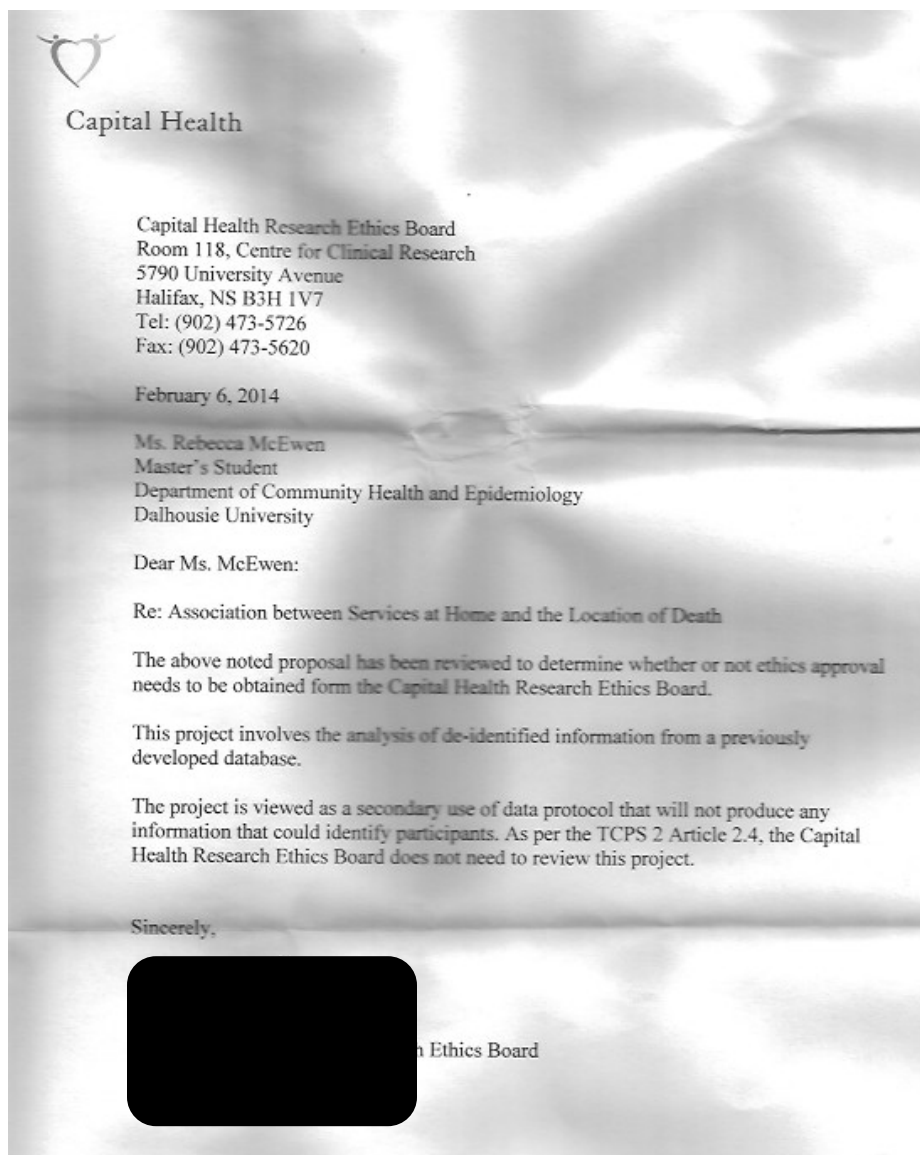 Capital Health
Capital Health Research Ethics Board
Room 118, Centre for Clinical Research
5790 University Avenue
Halifax, NS B3H 1V7
Tel: (902) 473-5726
Fax: (902) 473-5620
February 6, 2014
Ms. Rebecca McEwen
Master's Student
Department of Community Health and Epidemiology
Dalhousie University
Dear Ms. McEwen:
Re: Association between Services at Home and the Location of Death
The above noted proposal has been reviewed to determine whether or not ethics approval
needs to be obtained form the Capital Health Research Ethics Board.
This project involves the analysis of de-identified information from a previously
developed database.
The project is viewed as a secondary use of data protocol that will not produce any
information that could identify participants. As per the TCPS 2 Article 2.4, the Capital
Health Research Ethics Board does not need to review this project.
Sincerely,
Ethics Board